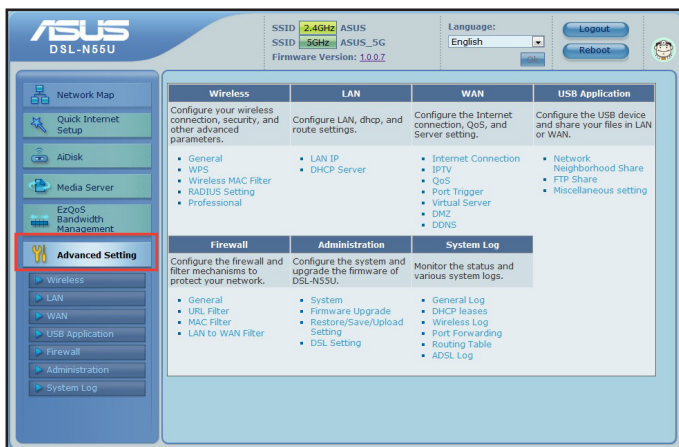 ASUS
DSL-N55U
SSID 2.4GHz ASUS
SSID 5GHz ASUS_5G
Firmware Version: 1.0.0.7
Language:
English
Ok
Logout
Reboot
Network Map
Quick Internet
Setup
AiDisk
Media Server
EzQoS
Bandwidth
Management
Advanced Setting
Wireless
LAN
WAN
USB Application
Firewall
Administration
System Log
Wireless
Configure your wireless
connection, security, and
other advanced
parameters.
General
WPS
Wireless MAC Filter
RADIUS Setting
Professional
LAN
Configure LAN, dhcp, and
route settings.
LAN IP
DHCP Server
WAN
Configure the Internet
connection, QoS, and
Server setting.
Internet Connection
IPTV
QoS
Port Trigger
Virtual Server
DMZ
DDNS
USB Application
Configure the USB device
and share your files in LAN
or WAN.
Network
Neighborhood Share
FTP Share
Miscellaneous setting
Firewall
Configure the firewall and
filter mechanisms to
protect your network.
General
URL Filter
MAC Filter
LAN to WAN Filter
Administration
Configure the system and
upgrade the firmware of
DSL-N55U.
System
Firmware Upgrade
Restore/Save/Upload
Setting
DSL Setting
System Log
Monitor the status and
various system logs.
General Log
DHCP leases
Wireless Log
Port Forwarding
Routing Table
ADSL Log